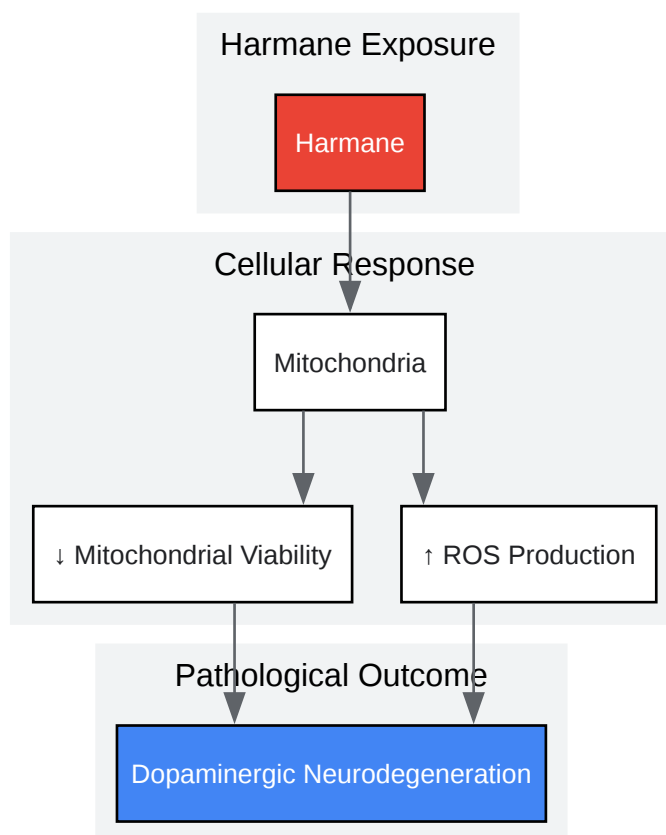 Harmane Exposure
Harmane
Cellular Response
Mitochondria
↓ Mitochondrial Viability
↑ ROS Production
Pathological Outcome
Dopaminergic Neurodegeneration